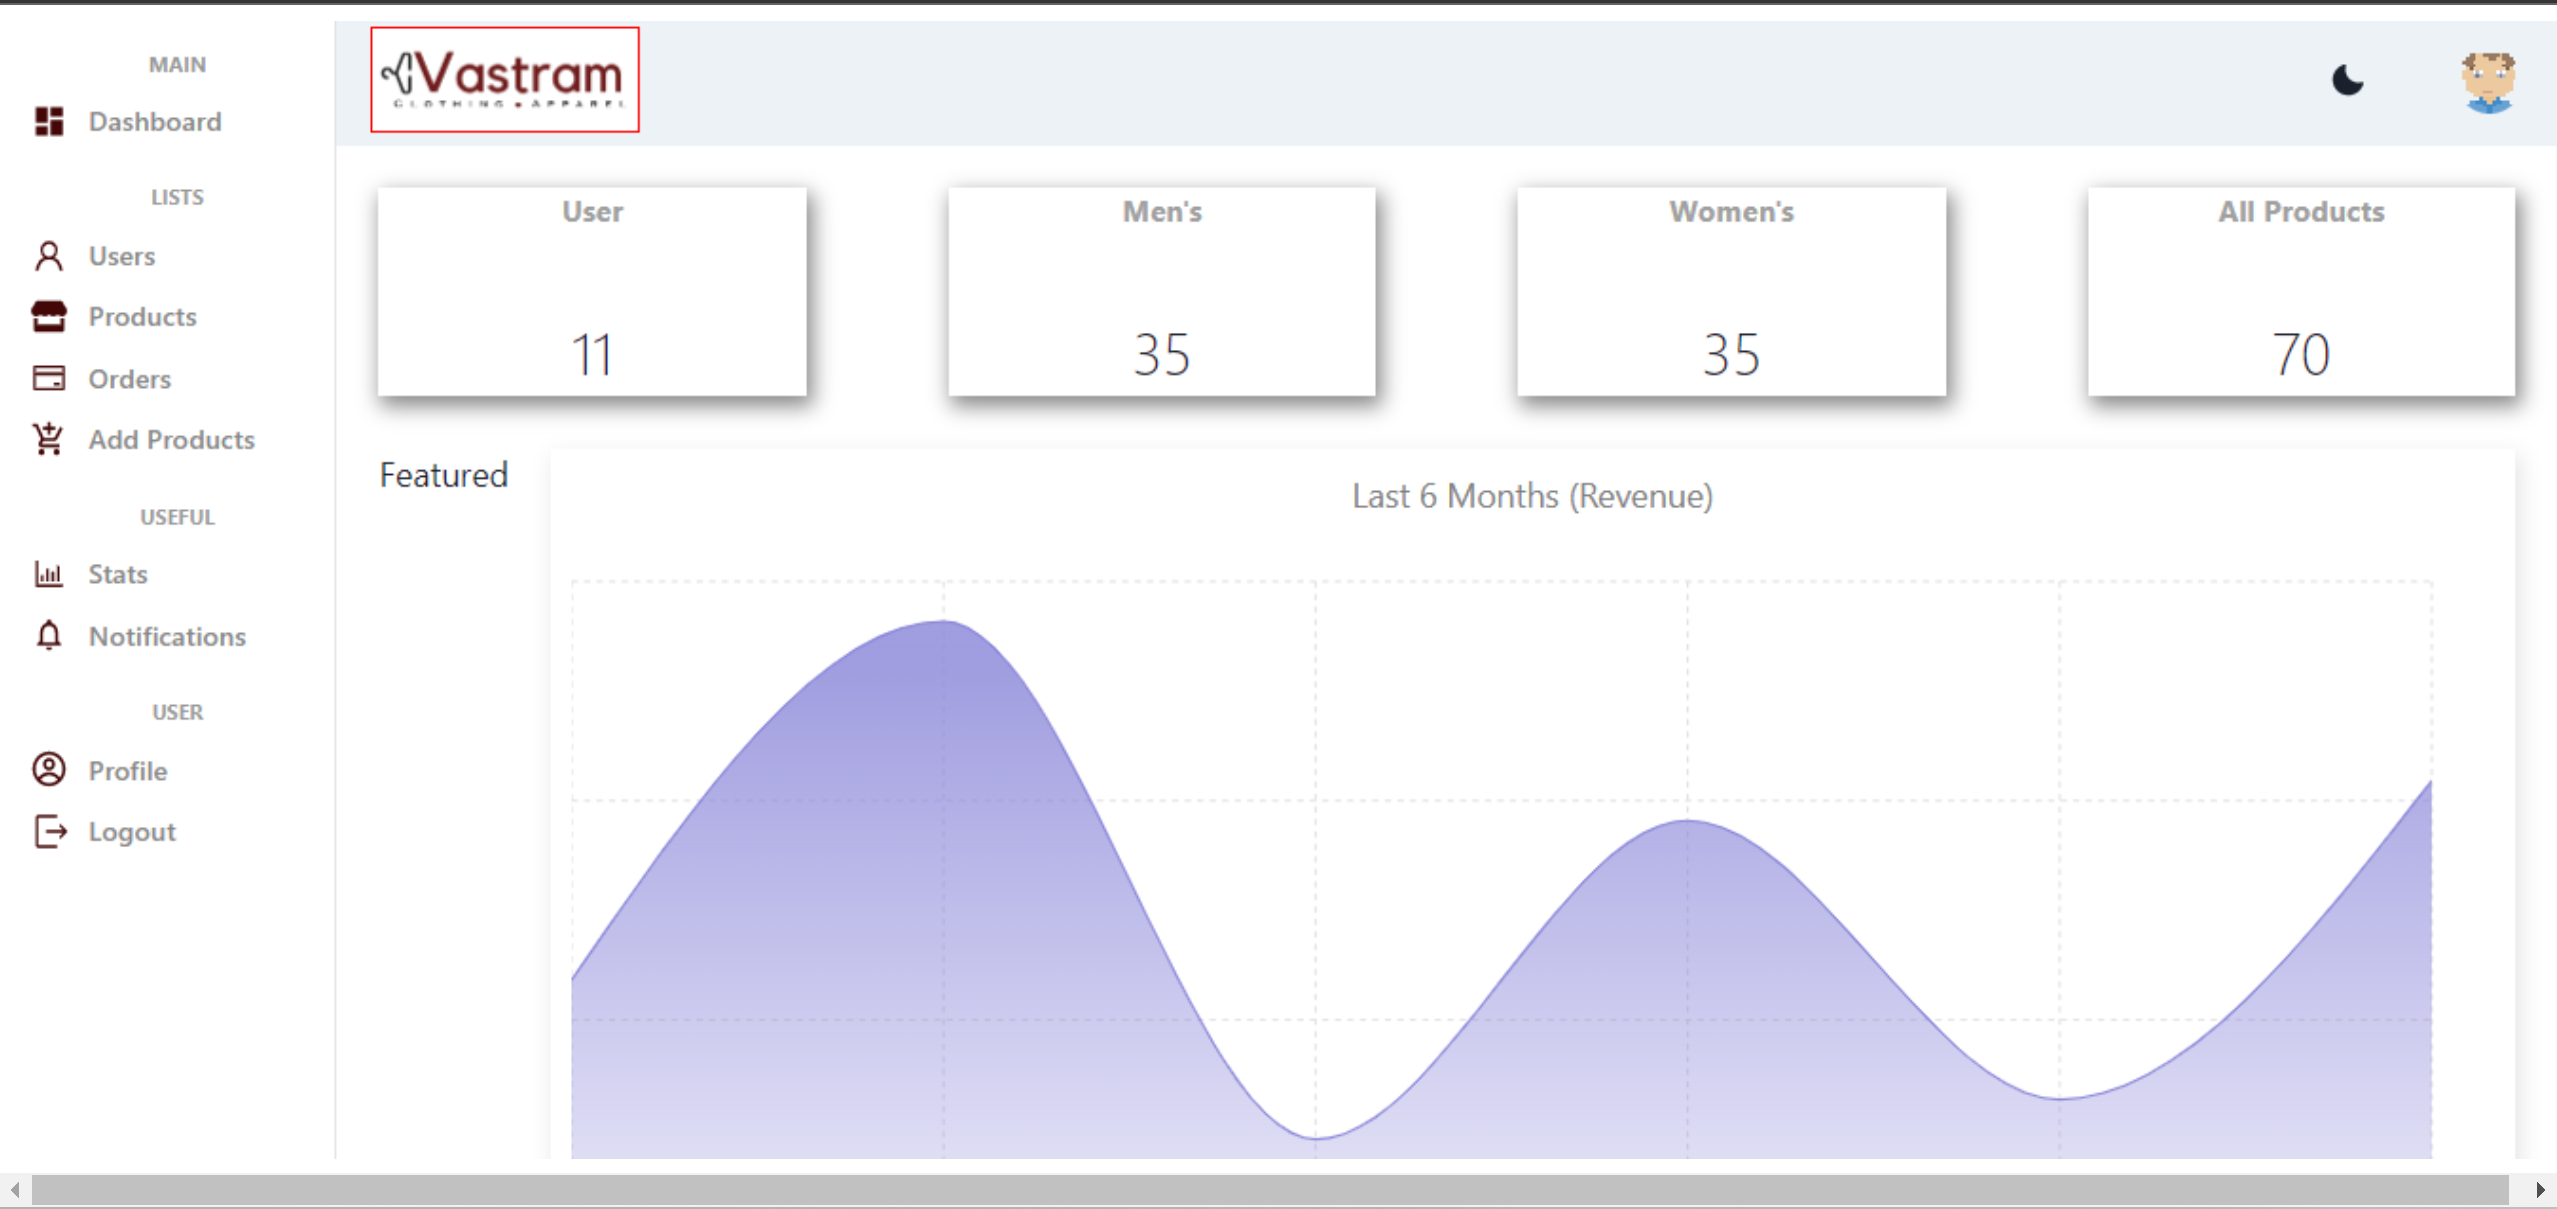 MAIN
Dashboard
LISTS
Users
Products
Orders
Add Products
USEFUL
Stats
Notifications
USER
Profile
Logout
Vastram
CLOTHING • APPAREL
User
11
Men's
35
Women's
35
All Products
70
Featured
Last 6 Months (Revenue)